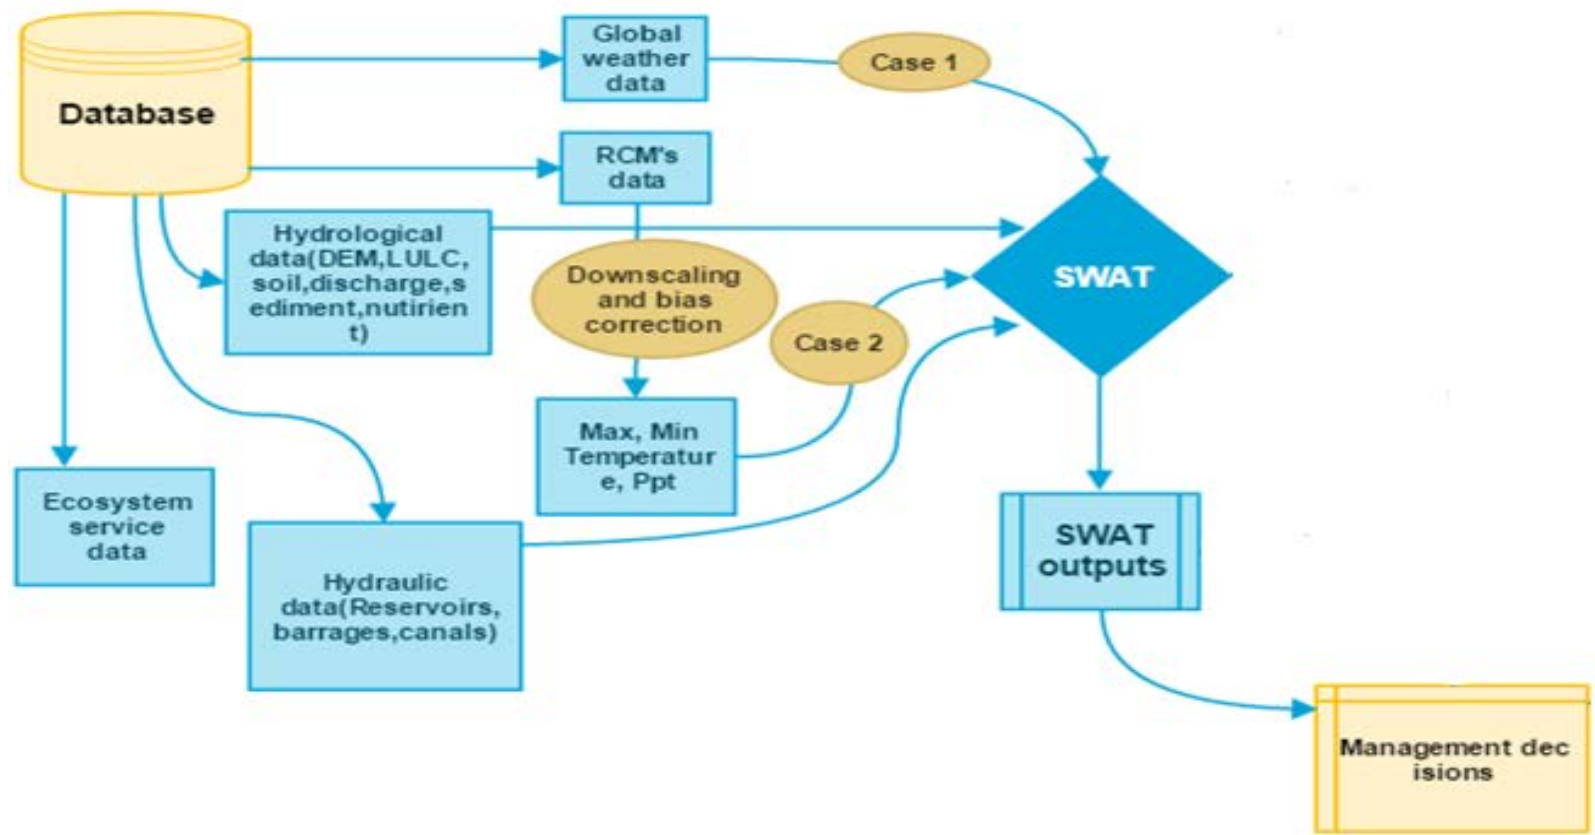 Database
Global
weather
data
Case 1
RCM's
data
Hydrological
data(DEM,LULC,
soil,discharge,s
ediment,nutirien
t)
Downscaling
and bias
correction
Case 2
SWAT
Max, Min
Temperatur
e, Ppt
Ecosystem
service
data
Hydraulic
data(Reservoirs,
barrages,canals)
SWAT
outputs
Management dec
isions